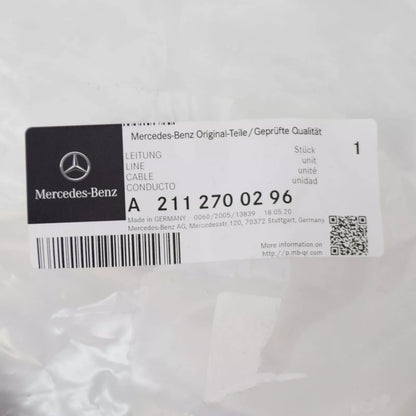 Mercedes-Benz Original-Teile/Geprüfte Qualität
LEITUNG
LINE
CABLE
CONDUCTO
Stück
unit
unité
unidad
1
Mercedes-Benz
A 211 270 02 96
Made in GERMANY 0060/2005/13839 18.05.20
Mercedes-Benz AG, Mercedesstr 120, 70372 Stuttgart, Germany
More information on
http://p.mb-qr.com/